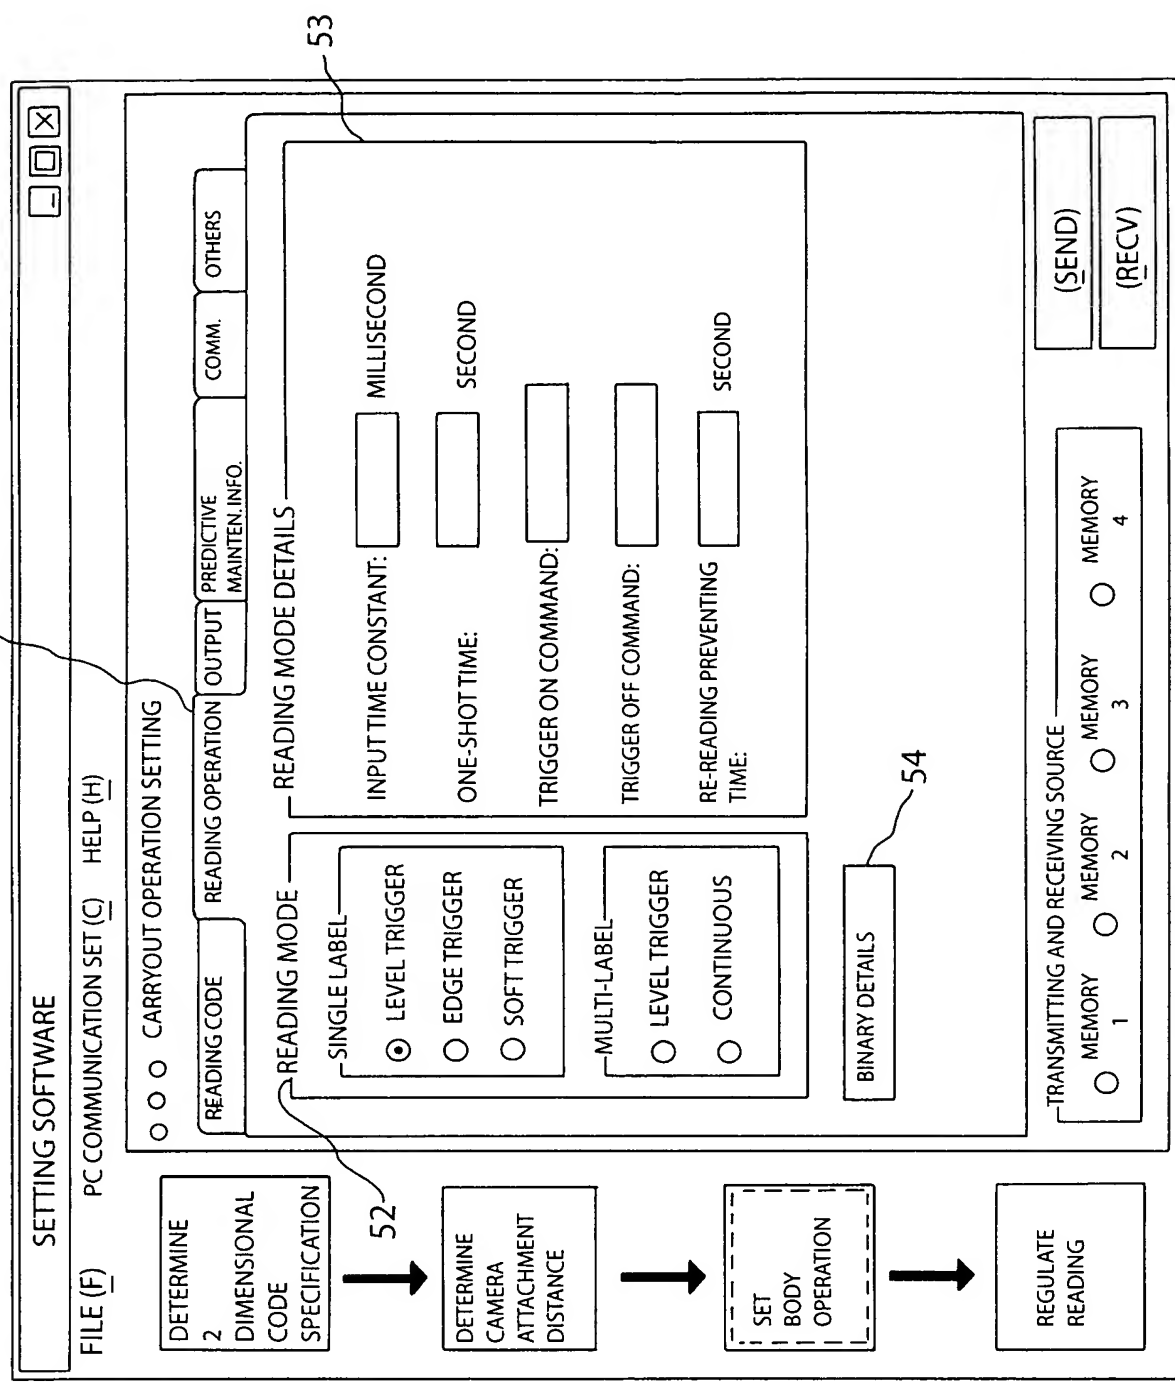 SETTING SOFTWARE
FILE (F) PC COMMUNICATION SET (C) HELP (H)
DETERMINE
2
DIMENSIONAL
CODE
SPECIFICATION
DETERMINE
CAMERA
ATTACHMENT
DISTANCE
SET
BODY
OPERATION
REGULATE
READING
CARRYOUT OPERATION SETTING
READING CODE
READING OPERATION
OUTPUT
PREDICTIVE
MAINTEN.INFO.
COMM.
OTHERS
52
READING MODE
SINGLE LABEL
LEVEL TRIGGER
EDGE TRIGGER
SOFT TRIGGER
MULTI-LABEL
LEVEL TRIGGER
CONTINUOUS
BINARY DETAILS
54
53
READING MODE DETAILS
INPUT TIME CONSTANT: MILLISECOND
ONE-SHOT TIME: SECOND
TRIGGER ON COMMAND:
TRIGGER OFF COMMAND:
RE-READING PREVENTING
TIME: SECOND
TRANSMITTING AND RECEIVING SOURCE
MEMORY MEMORY MEMORY MEMORY
1 2 3 4
(SEND)
(RECV)